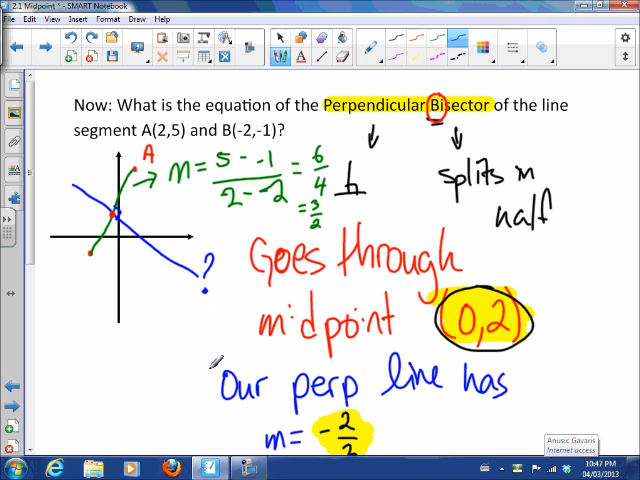 2.1 Midpoint * - SMART Notebook
File Edit View Insert Format Tools Add-ons Help
Now: What is the equation of the Perpendicular Bisector of the line
segment A(2,5) and B(-2,-1)?
A
m = 5 - -1 / 2 - -2 = 6/4
= 3/2
splits in
half
?
Goes through
midpoint (0,2)
Our perp line has
m = - 2/
Anusic Gavaris
Internet access
10:47 PM
04/03/2013